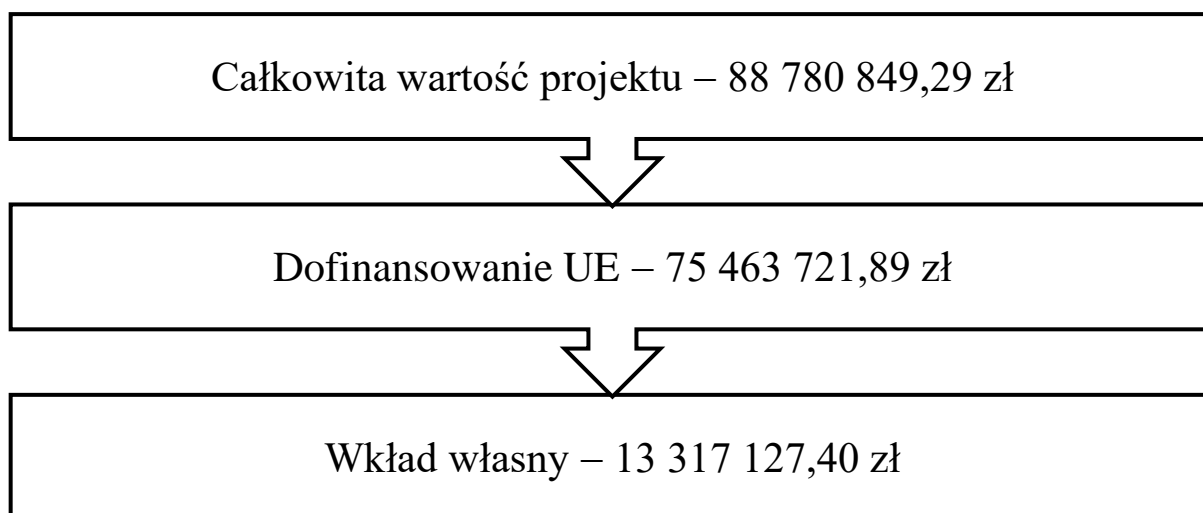 Całkowita wartość projektu – 88 780 849,29 zł
Dofinansowanie UE – 75 463 721,89 zł
Wkład własny – 13 317 127,40 zł